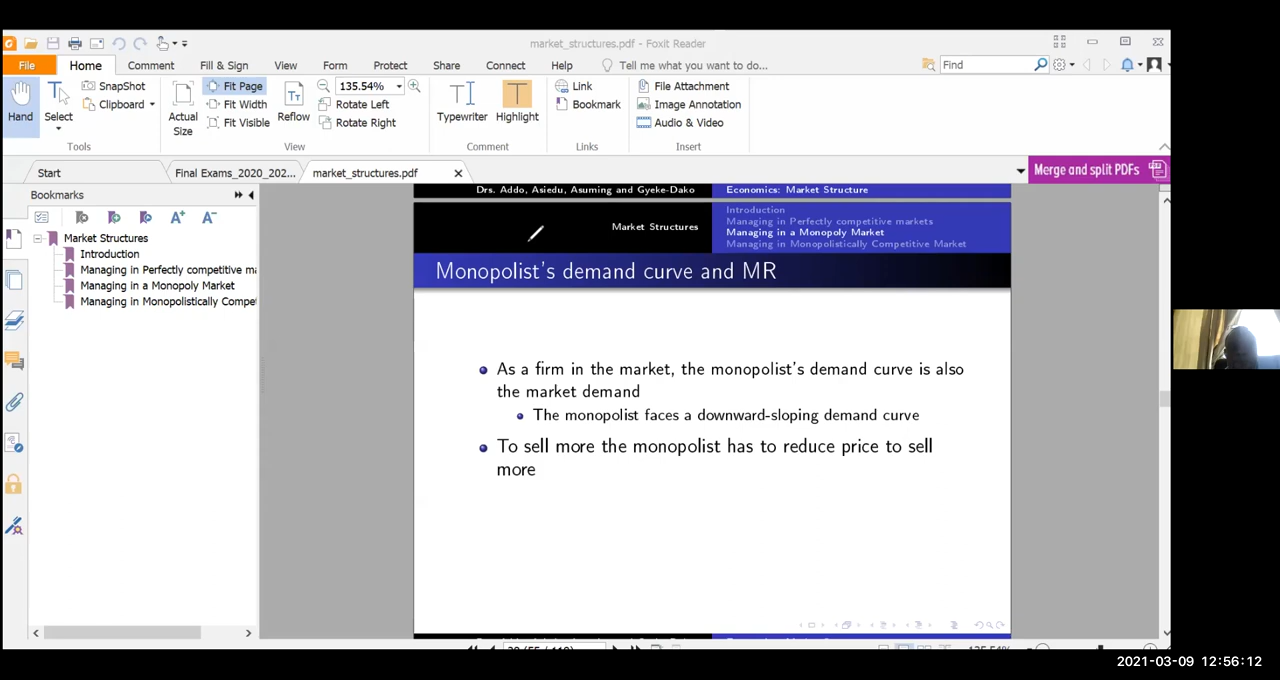 market_structures.pdf - Foxit Reader
File Home Comment Fill & Sign View Form Protect Share Connect Help Tell me what you want to do... Find
Hand
Select
SnapShot
Clipboard
Actual Size
Fit Page
Fit Width
Fit Visible
Reflow
135.54%
Rotate Left
Rotate Right
Typewriter
Highlight
Link
Bookmark
File Attachment
Image Annotation
Audio & Video
Tools View Comment Links Insert
Start Final Exams_2020_202... market_structures.pdf Merge and split PDFs
Bookmarks
A+ A-
Market Structures
Introduction
Managing in Perfectly competitive ma
Managing in a Monopoly Market
Managing in Monopolistically Compe
Drs. Addo, Asiedu, Asuming and Gyeke-Dako Economics: Market Structure
Market Structures
Introduction
Managing in Perfectly competitive markets
Managing in a Monopoly Market
Managing in Monopolistically Competitive Market
Monopolist's demand curve and MR
As a firm in the market, the monopolist's demand curve is also
the market demand
The monopolist faces a downward-sloping demand curve
To sell more the monopolist has to reduce price to sell
more
2021-03-09 12:56:12